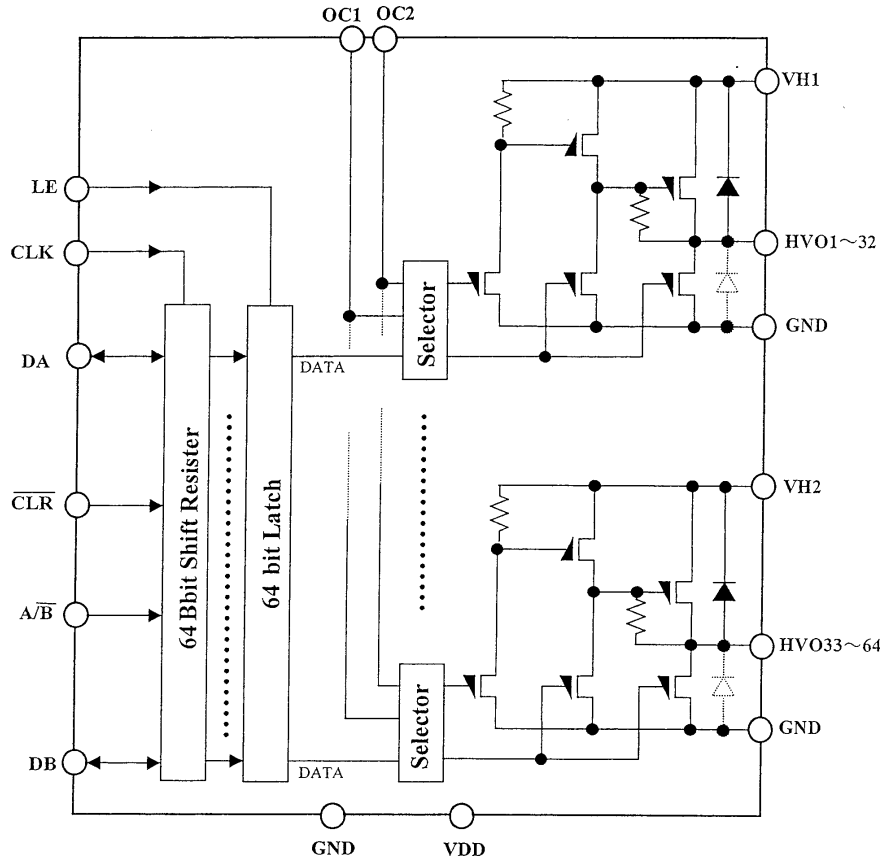 OC1 OC2
VH1
LE
CLK
HVO1～32
Selector
GND
DA
DATA
64 Bbit Shift Resister
64 bit Latch
VH2
C̅L̅R̅
A/B̅
HVO33～64
Selector
GND
DB
DATA
GND
VDD